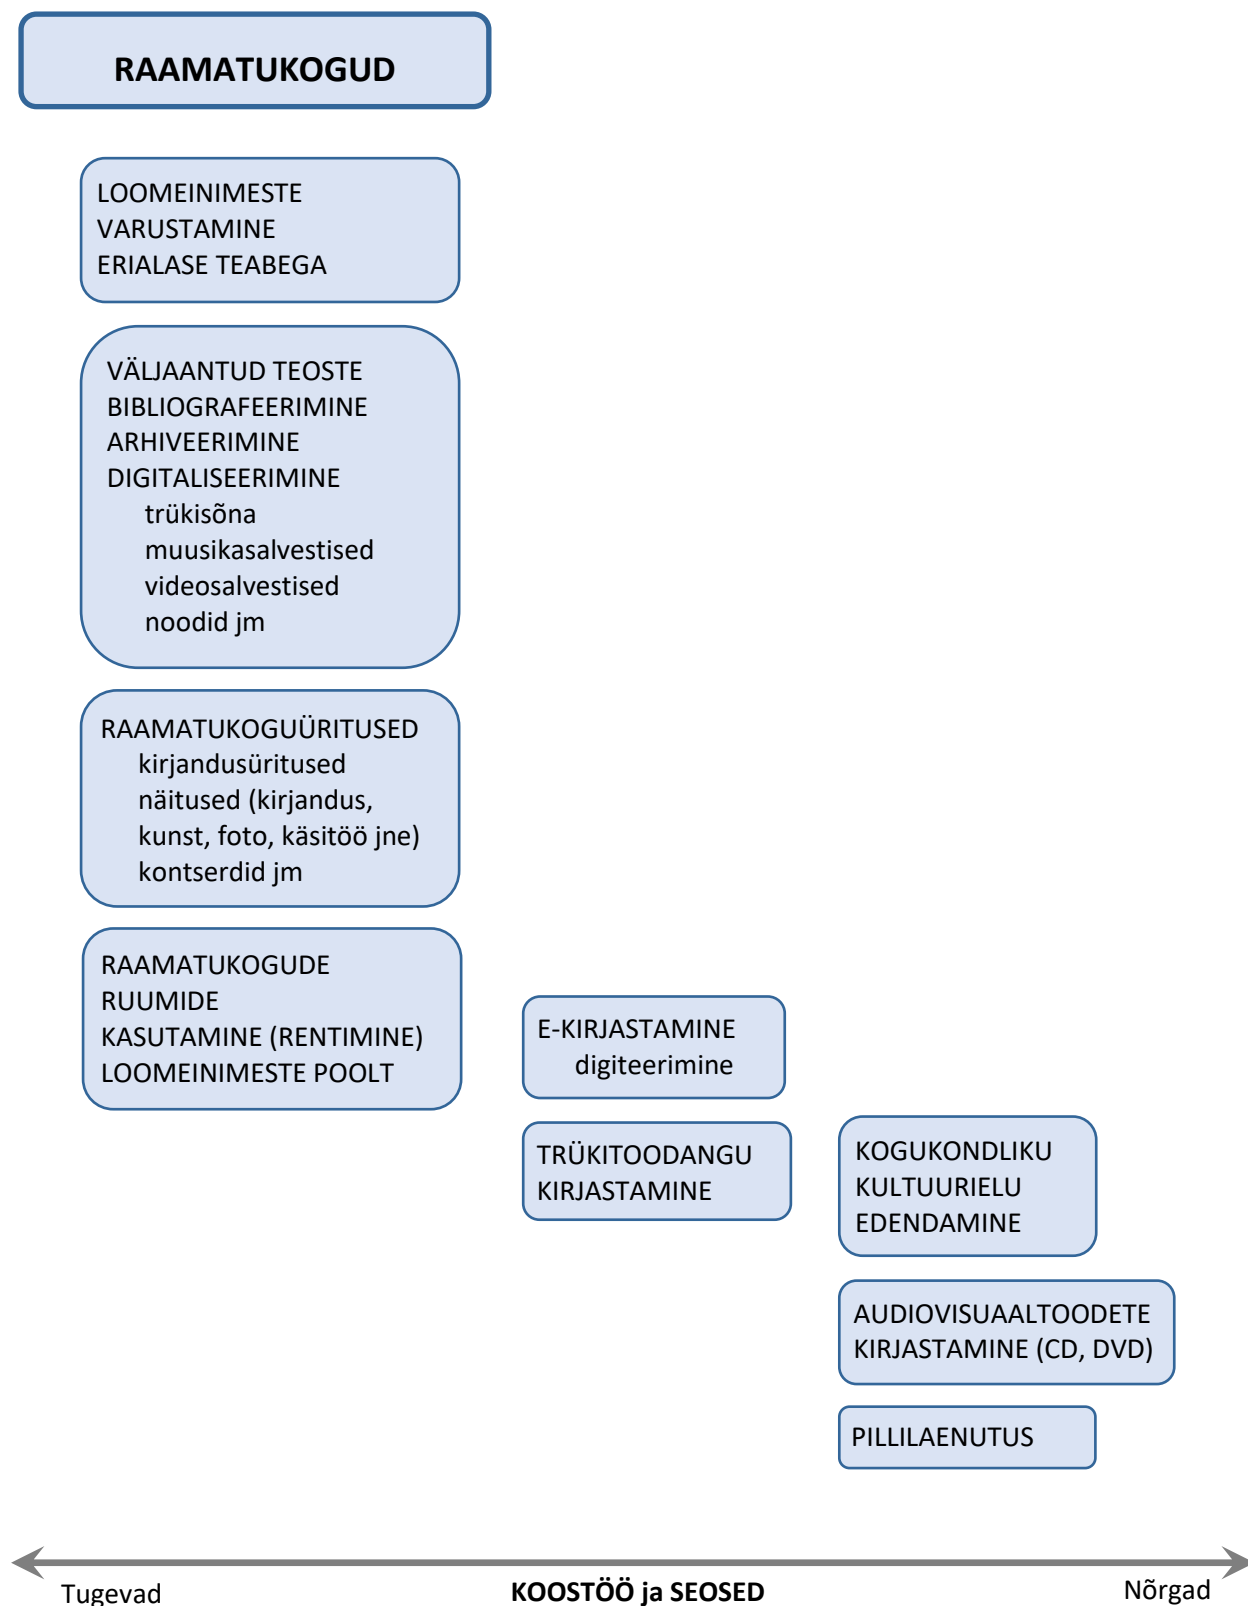 RAAMATUKOGUD
LOOMEINIMESTE
VARUSTAMINE
ERIALASE TEABEGA
VÄLJAANTUD TEOSTE
BIBLIOGRAFEERIMINE
ARHIVEERIMINE
DIGITALISEERIMINE
trükisõna
muusikasalvestised
videosalvestised
noodid jm
RAAMATUKOGUÜRITUSED
kirjandusüritused
näitused (kirjandus,
kunst, foto, käsitöö jne)
kontserdid jm
RAAMATUKOGUDE
RUUMIDE
KASUTAMINE (RENTIMINE)
LOOMEINIMESTE POOLT
E-KIRJASTAMINE
digiteerimine
TRÜKITOODANGU
KIRJASTAMINE
KOGUKONDLIKU
KULTUURIELU
EDENDAMINE
AUDIOVISUAALTOODETE
KIRJASTAMINE (CD, DVD)
PILLILAENUTUS
Tugevad
KOOSTÖÖ ja SEOSED
Nõrgad